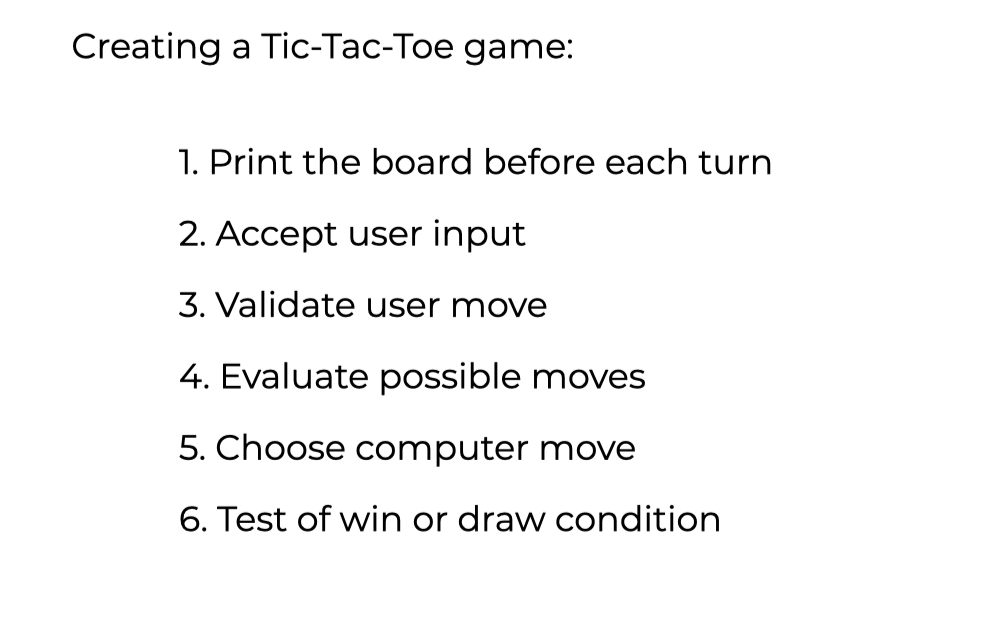 Creating a Tic-Tac-Toe game:
1. Print the board before each turn
2. Accept user input
3. Validate user move
4. Evaluate possible moves
5. Choose computer move
6. Test of win or draw condition